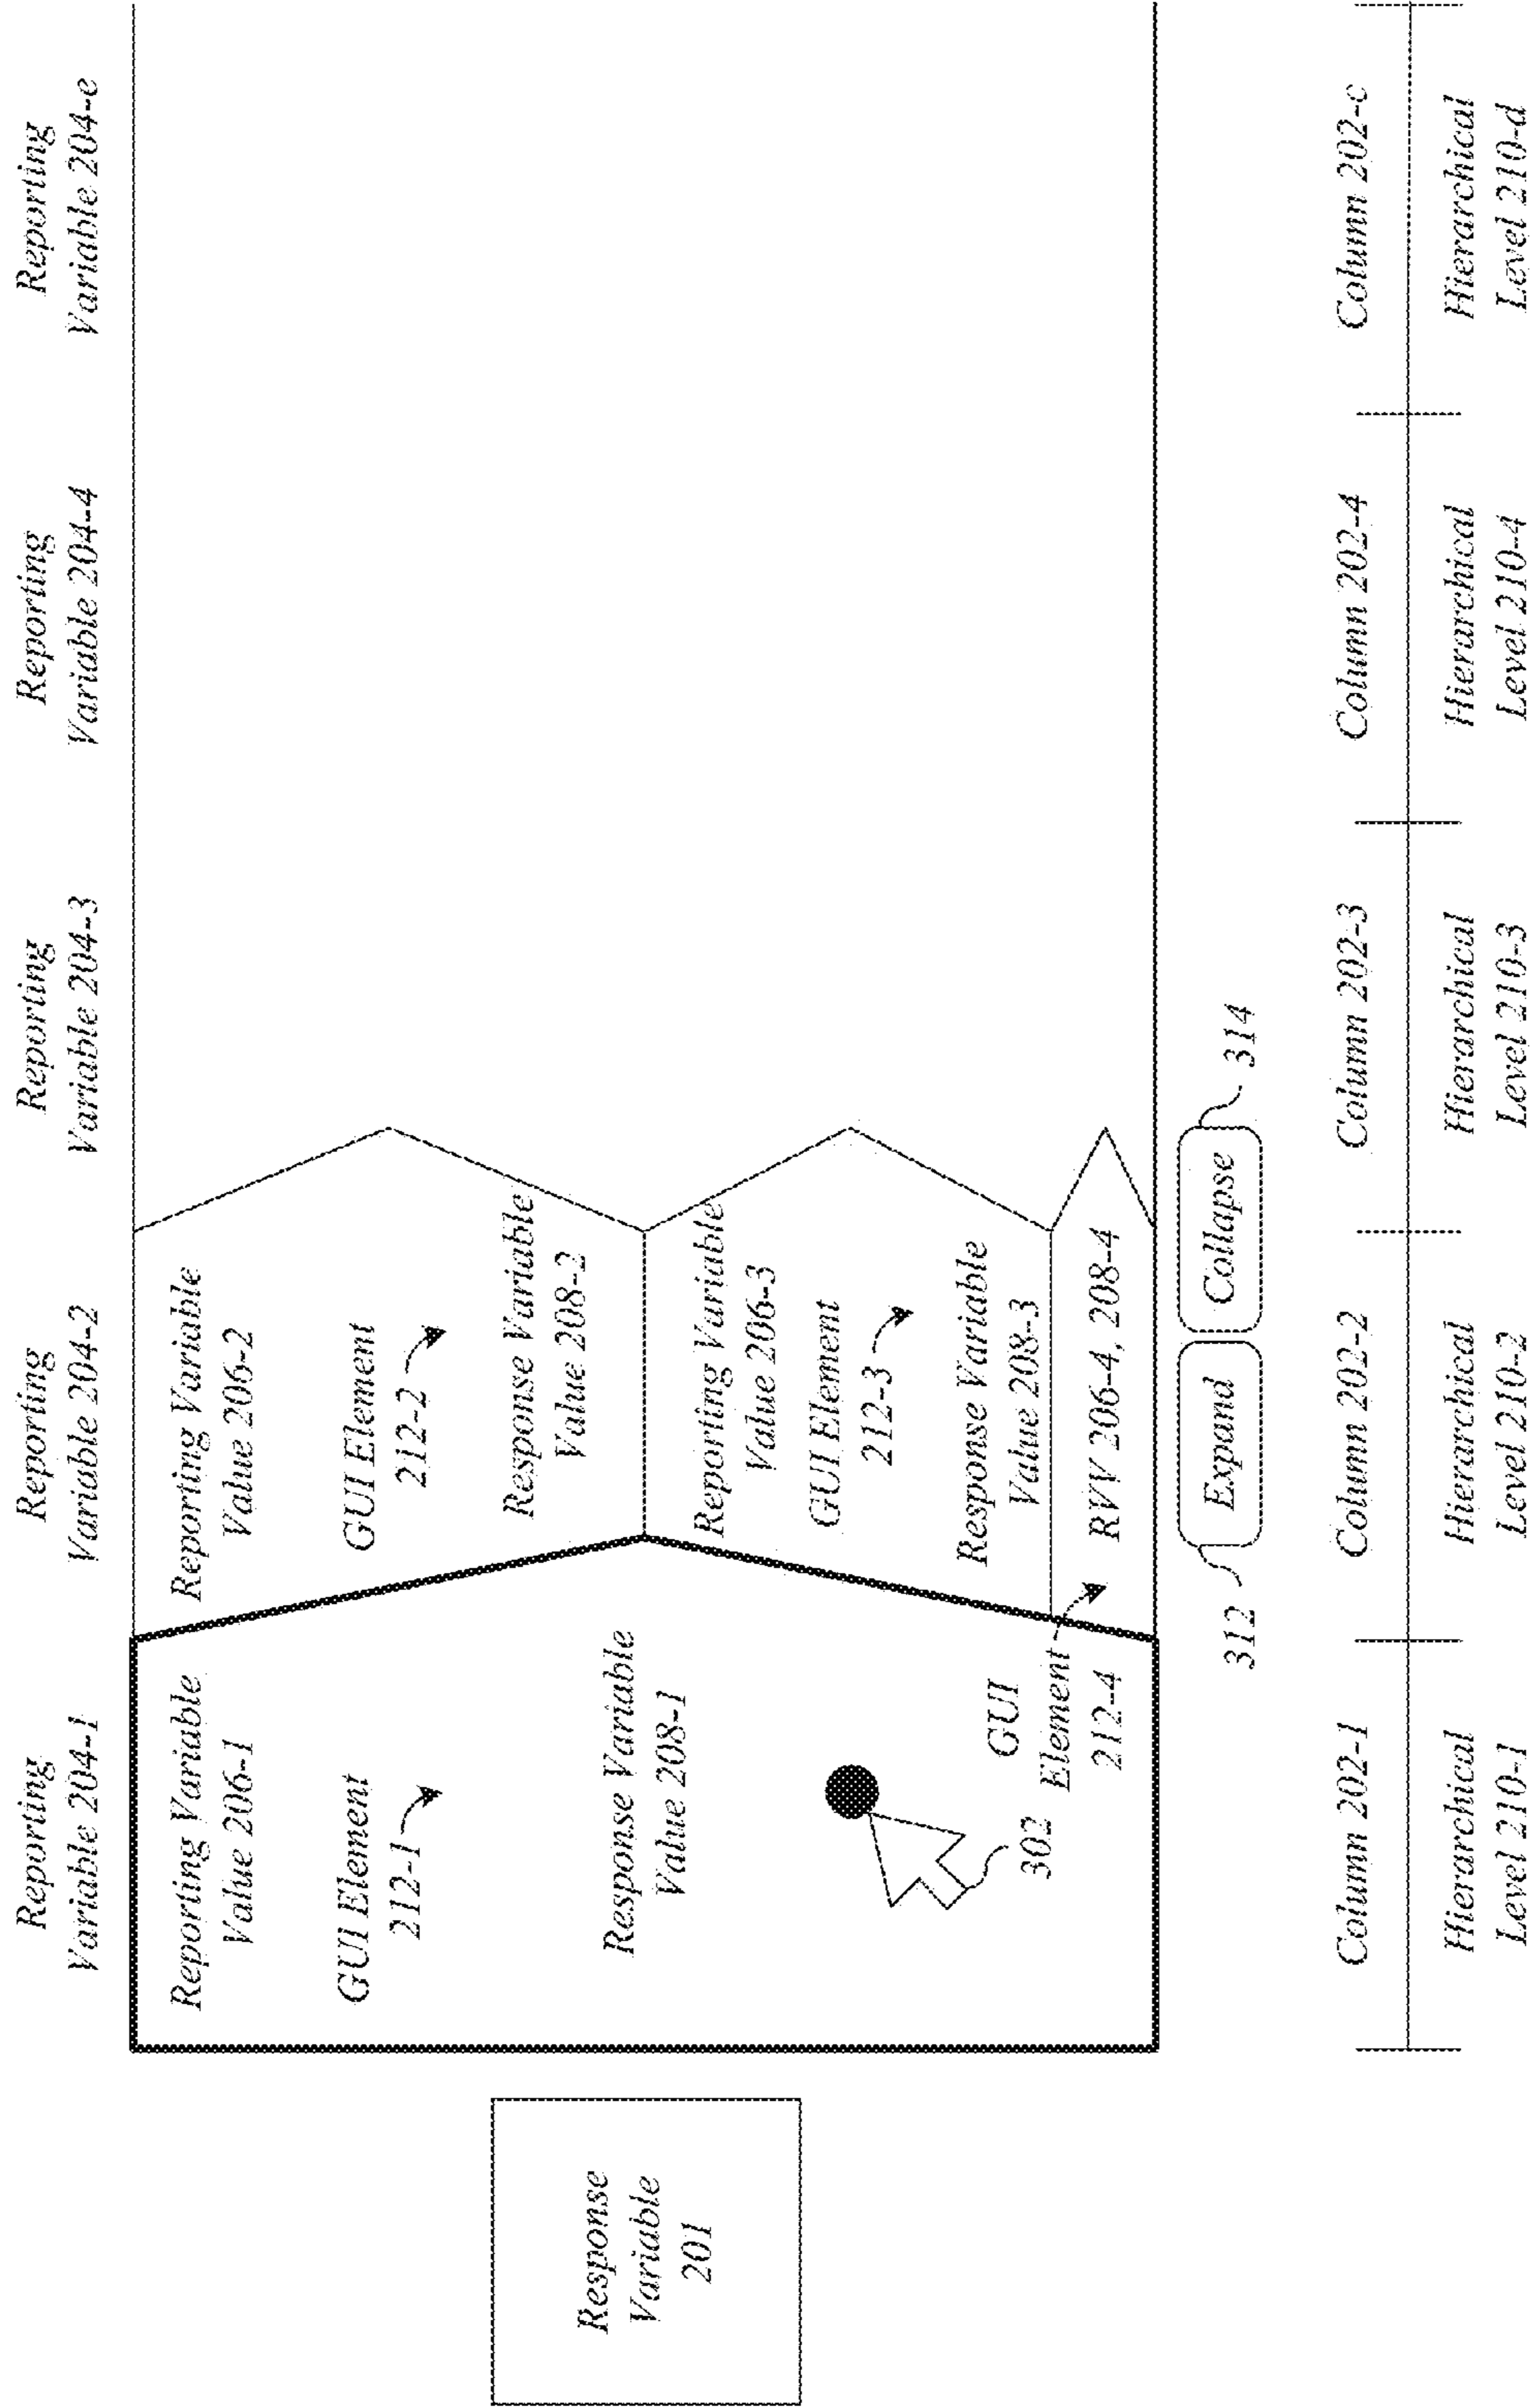 Reporting
Variable 204-1
Reporting
Variable 204-2
Reporting
Variable 204-3
Reporting
Variable 204-4
Reporting
Variable 204-e
Response
Variable
201
Reporting Variable
Value 206-1
GUI Element
212-1
Response Variable
Value 208-1
302
GUI
Element
212-4
Reporting Variable
Value 206-2
GUI Element
212-2
Response Variable
Value 208-2
Reporting Variable
Value 206-3
GUI Element
212-3
Response Variable
Value 208-3
RVV 206-4, 208-4
312
Expand
Collapse
314
Column 202-1
Column 202-2
Column 202-3
Column 202-4
Column 202-c
Hierarchical
Level 210-1
Hierarchical
Level 210-2
Hierarchical
Level 210-3
Hierarchical
Level 210-4
Hierarchical
Level 210-d